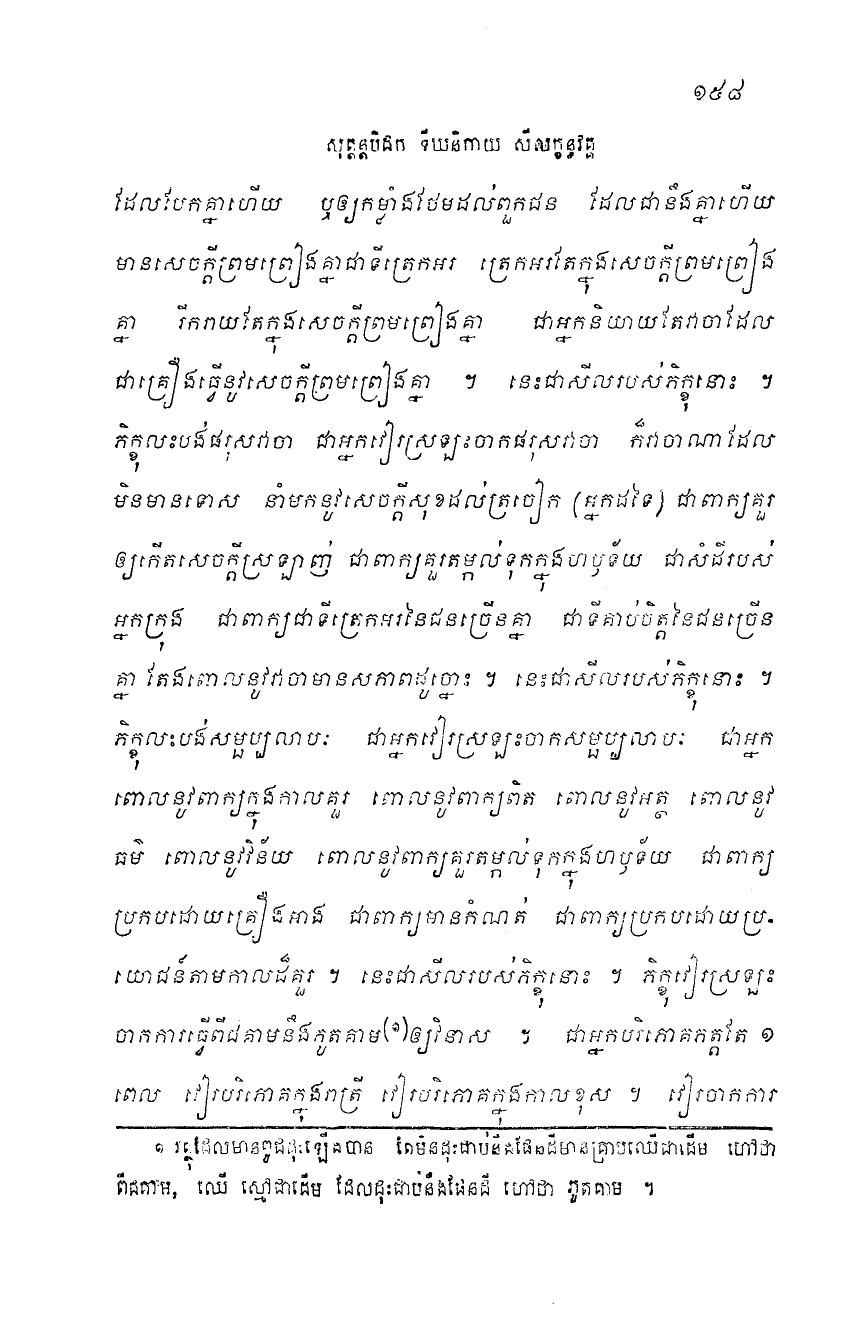 ១៥៨
សុត្តន្តបិដក ទីឃនិកាយ សីលក្ខន្ធវគ្គ
ដែលបែកគ្នាហើយ ឬឲ្យកម្លាំងថែមដល់ពួកជន ដែលជានឹងគ្នាហើយ
មានសេចក្តីព្រមព្រៀងគ្នាជាទីត្រេកអរ ត្រេកអរតែក្នុងសេចក្តីព្រមព្រៀង
គ្នា រីករាយតែក្នុងសេចក្តីព្រមព្រៀងគ្នា ជាអ្នកនិយាយតែវាចាដែល
ជាគ្រឿងធ្វើនូវសេចក្តីព្រមព្រៀងគ្នា ។ នេះជាសីលរបស់ភិក្ខុនោះ ។
ភិក្ខុលះបង់ផរុសវាចា ជាអ្នកវៀរស្រឡះចាកផរុសវាចា ក៏វាចាណាដែល
មិនមានទោស នាំមកនូវសេចក្តីសុខដល់ត្រចៀក (អ្នកដទៃ) ជាពាក្យគួរ
ឲ្យកើតសេចក្តីស្រឡាញ់ ជាពាក្យគួរតម្កល់ទុកក្នុងហឫទ័យ ជាសំដីរបស់
អ្នកក្រុង ជាពាក្យជាទីត្រេកអរនៃជនច្រើនគ្នា ជាទីគាប់ចិត្តនៃជនច្រើន
គ្នា តែងពោលនូវវាចាមានសភាពដូច្នោះ ។ នេះជាសីលរបស់ភិក្ខុនោះ ។
ភិក្ខុលះបង់សម្ផប្បលាបៈ ជាអ្នកវៀរស្រឡះចាកសម្ផប្បលាបៈ ជាអ្នក
ពោលនូវពាក្យក្នុងកាលគួរ ពោលនូវពាក្យពិត ពោលនូវអត្ថ ពោលនូវ
ធម៌ ពោលនូវវិន័យ ពោលនូវពាក្យគួរតម្កល់ទុកក្នុងហឫទ័យ ជាពាក្យ
ប្រកបដោយគ្រឿងអាង ជាពាក្យមានកំណត់ ជាពាក្យប្រកបដោយប្រ-
យោជន៍តាមកាលដ៏គួរ ។ នេះជាសីលរបស់ភិក្ខុនោះ ។ ភិក្ខុវៀរស្រឡះ
ចាកការធ្វើពីជគាមនឹងភូតគាម(១)ឲ្យវិនាស ។ ជាអ្នកបរិភោគភត្តតែ ១
ពេល វៀរបរិភោគក្នុងរាត្រី វៀរបរិភោគក្នុងកាលខុស ។ វៀរចាកការ
១ វត្ថុដែលមានពូជដុះឡើងបាន តែមិនដុះជាប់នឹងផែនដីមានគ្រាប់ឈើជាដើម ហៅថា
ពីជគាម, ឈើ ស្មៅជាដើម ដែលដុះជាប់នឹងផែនដី ហៅថា ភូតគាម ។